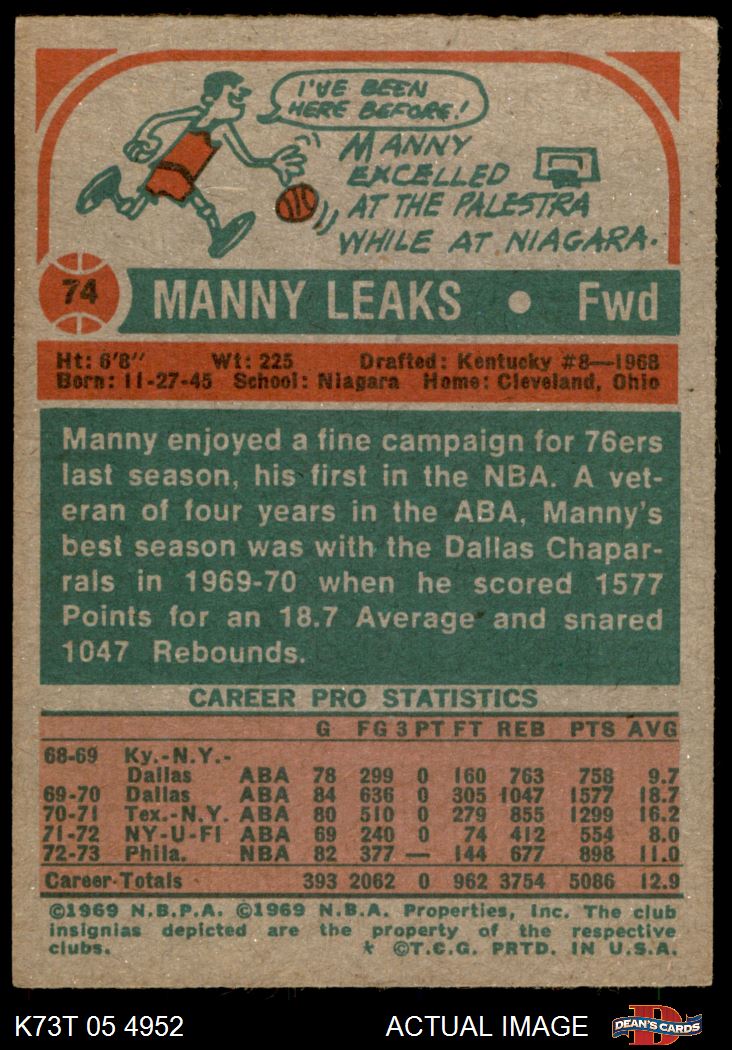 I'VE BEEN
HERE BEFORE!
MANNY
EXCELLED
AT THE PALESTRA
WHILE AT NIAGARA.
74 MANNY LEAKS • Fwd
Ht: 6'8" Wt: 225 Drafted: Kentucky #8—1968
Born: 11-27-45 School: Niagara Home: Cleveland, Ohio
Manny enjoyed a fine campaign for 76ers
last season, his first in the NBA. A vet-
eran of four years in the ABA, Manny's
best season was with the Dallas Chapar-
rals in 1969-70 when he scored 1577
Points for an 18.7 Average and snared
1047 Rebounds.
CAREER PRO STATISTICS
G FG 3 PT FT REB PTS AVG
68-69 Ky.-N.Y.-
Dallas ABA 78 299 0 160 763 758 9.7
69-70 Dallas ABA 84 636 0 305 1047 1577 18.7
70-71 Tex.-N.Y. ABA 80 510 0 279 855 1299 16.2
71-72 NY-U-Fl ABA 69 240 0 74 412 554 8.0
72-73 Phila. NBA 82 377 — 144 677 898 11.0
Career-Totals 393 2062 0 962 3754 5086 12.9
©1969 N.B.P.A. ©1969 N.B.A. Properties, Inc. The club
insignias depicted are the property of the respective
clubs. * ©T.C.G. PRTD. IN U.S.A.
K73T 05 4952 ACTUAL IMAGE DEAN'S CARDS